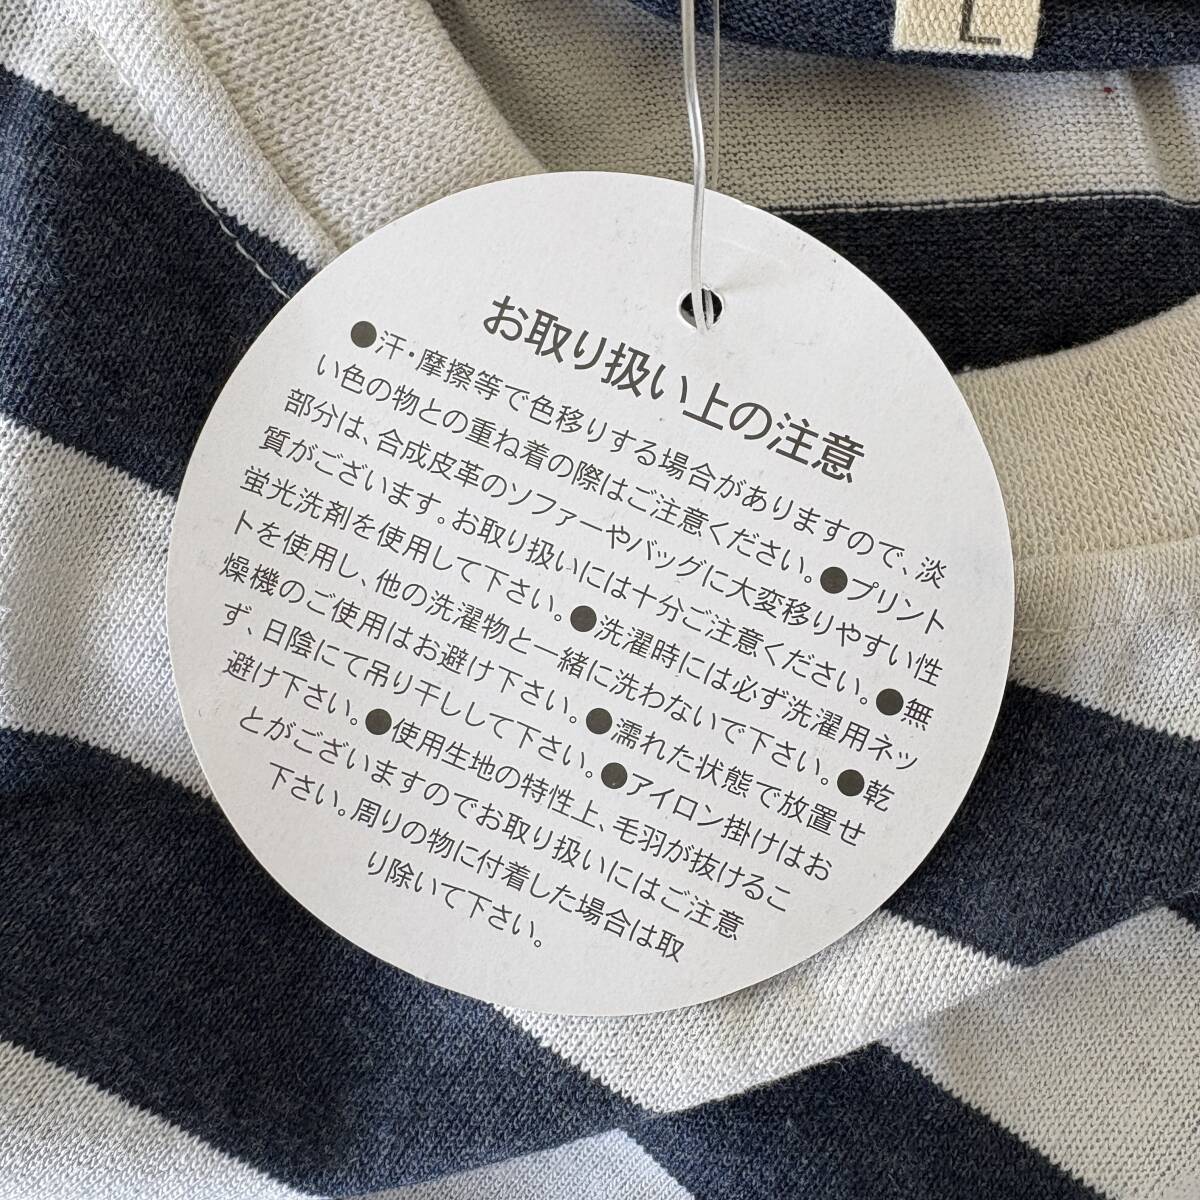 L
お取り扱い上の注意
●汗・摩擦等で色移りする場合がありますので、淡
い色の物との重ね着の際はご注意ください。●プリント
部分は、合成皮革のソファーやバッグに大変移りやすい性
質がございます。お取り扱いには十分ご注意ください。●無
蛍光洗剤を使用して下さい。●洗濯時には必ず洗濯用ネッ
トを使用し、他の洗濯物と一緒に洗わないで下さい。●乾
燥機のご使用はお避け下さい。●濡れた状態で放置せ
ず、日陰にて吊り干しして下さい。●アイロン掛けはお
避け下さい。●使用生地の特性上、毛羽が抜けるこ
とがございますのでお取り扱いにはご注意
下さい。周りの物に付着した場合は取
り除いて下さい。